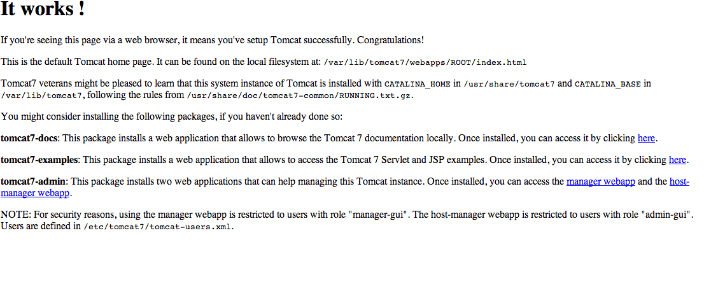 It works !
If you're seeing this page via a web browser, it means you've setup Tomcat successfully. Congratulations!
This is the default Tomcat home page. It can be found on the local filesystem at: /var/lib/tomcat7/webapps/ROOT/index.html
Tomcat7 veterans might be pleased to learn that this system instance of Tomcat is installed with CATALINA_HOME in /usr/share/tomcat7 and CATALINA_BASE in
/var/lib/tomcat7, following the rules from /usr/share/doc/tomcat7-common/RUNNING.txt.gz.
You might consider installing the following packages, if you haven't already done so:
tomcat7-docs: This package installs a web application that allows to browse the Tomcat 7 documentation locally. Once installed, you can access it by clicking here.
tomcat7-examples: This package installs a web application that allows to access the Tomcat 7 Servlet and JSP examples. Once installed, you can access it by clicking here.
tomcat7-admin: This package installs two web applications that can help managing this Tomcat instance. Once installed, you can access the manager webapp and the host-
manager webapp.
NOTE: For security reasons, using the manager webapp is restricted to users with role "manager-gui". The host-manager webapp is restricted to users with role "admin-gui".
Users are defined in /etc/tomcat7/tomcat-users.xml.